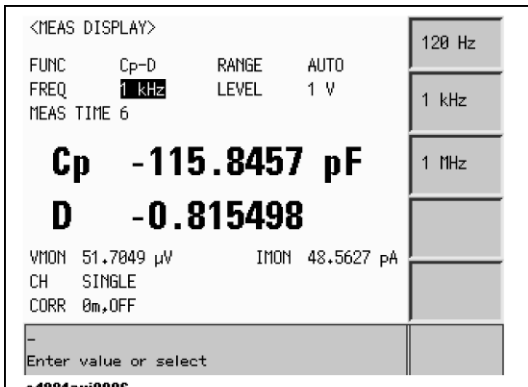 <MEAS DISPLAY>
120 Hz
FUNC Cp-D RANGE AUTO
FREQ 1 kHz LEVEL 1 V
1 kHz
MEAS TIME 6
Cp -115.8457 pF
1 MHz
D -0.815498
VMON 51.7049 µV IMON 48.5627 pA
CH SINGLE
CORR 0m,OFF
–
Enter value or select